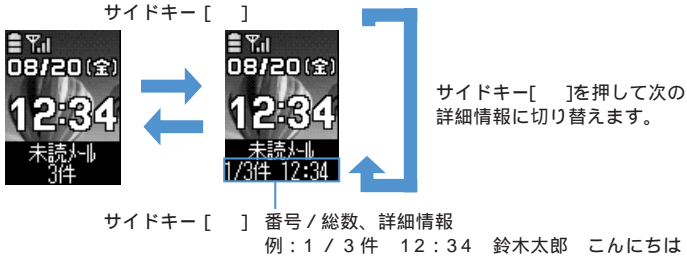 サイドキー [　]
08/20(金)
12:34
未読メール
3件
08/20(金)
12:34
未読メール
1/3件 12:34
サイドキー[　]を押して次の
詳細情報に切り替えます。
サイドキー [　] 番号 / 総数、詳細情報
例：1 / 3件　12：34　鈴木太郎　こんにちは